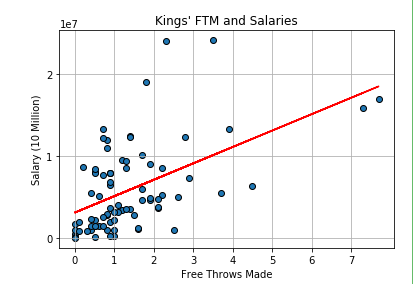 Kings' FTM and Salaries
1e7
2
1
0
Salary (10 Million)
0 1 2 3 4 5 6 7
Free Throws Made